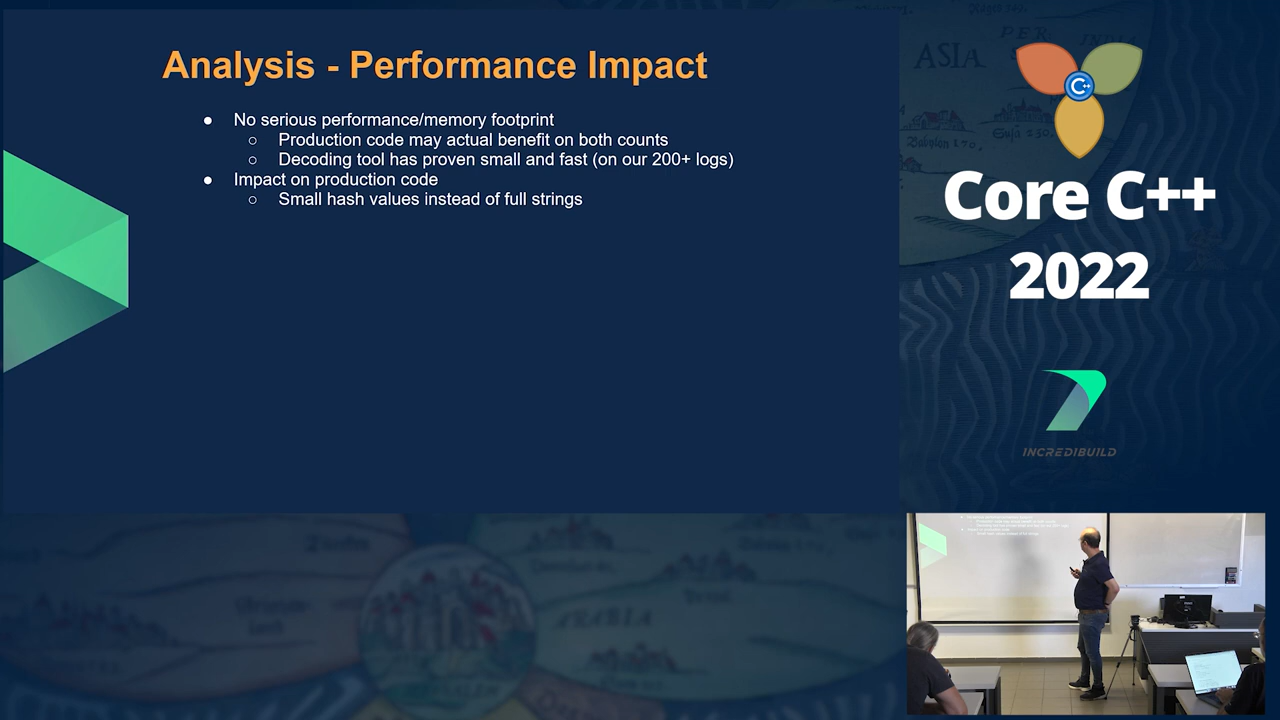 Analysis - Performance Impact
● No serious performance/memory footprint
○ Production code may actual benefit on both counts
○ Decoding tool has proven small and fast (on our 200+ logs)
● Impact on production code
○ Small hash values instead of full strings
ASIA
PER
INDIA
C++
Core C++
2022
INCREDIBUILD
ARABIA